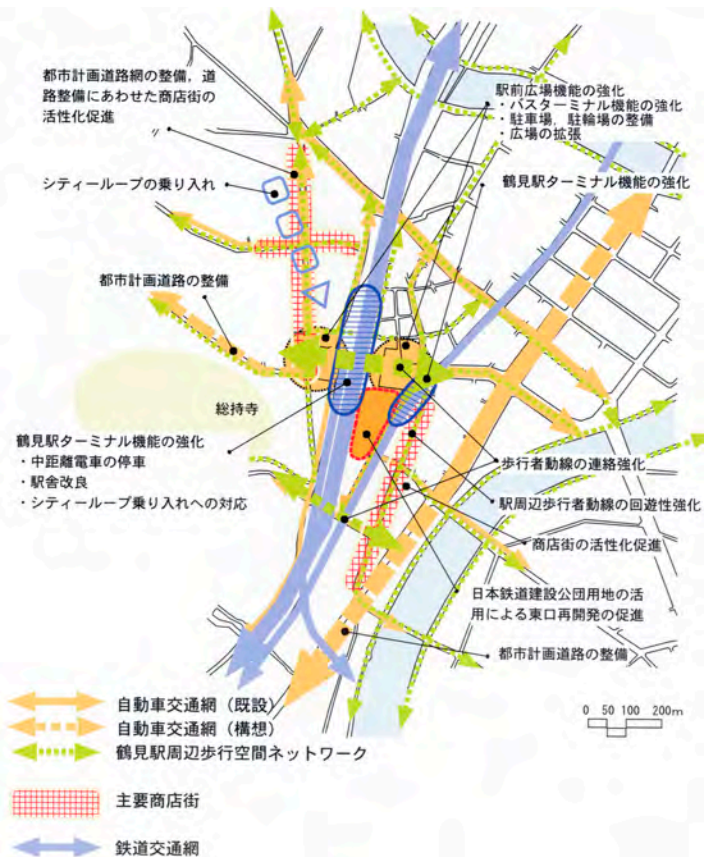 都市計画道路網の整備，道
路整備にあわせた商店街の
活性化促進
シティーループの乗り入れ
都市計画道路の整備
総持寺
鶴見駅ターミナル機能の強化
・中距離電車の停車
・駅舎改良
・シティーループ乗り入れへの対応
駅前広場機能の強化
・バスターミナル機能の強化
・駐車場，駐輪場の整備
・広場の拡張
鶴見駅ターミナル機能の強化
歩行者動線の連絡強化
駅周辺歩行者動線の回遊性強化
商店街の活性化促進
日本鉄道建設公団用地の活
用による東口再開発の促進
都市計画道路の整備
0 50 100 200m
自動車交通網（既設）
自動車交通網（構想）
鶴見駅周辺歩行空間ネットワーク
主要商店街
鉄道交通網